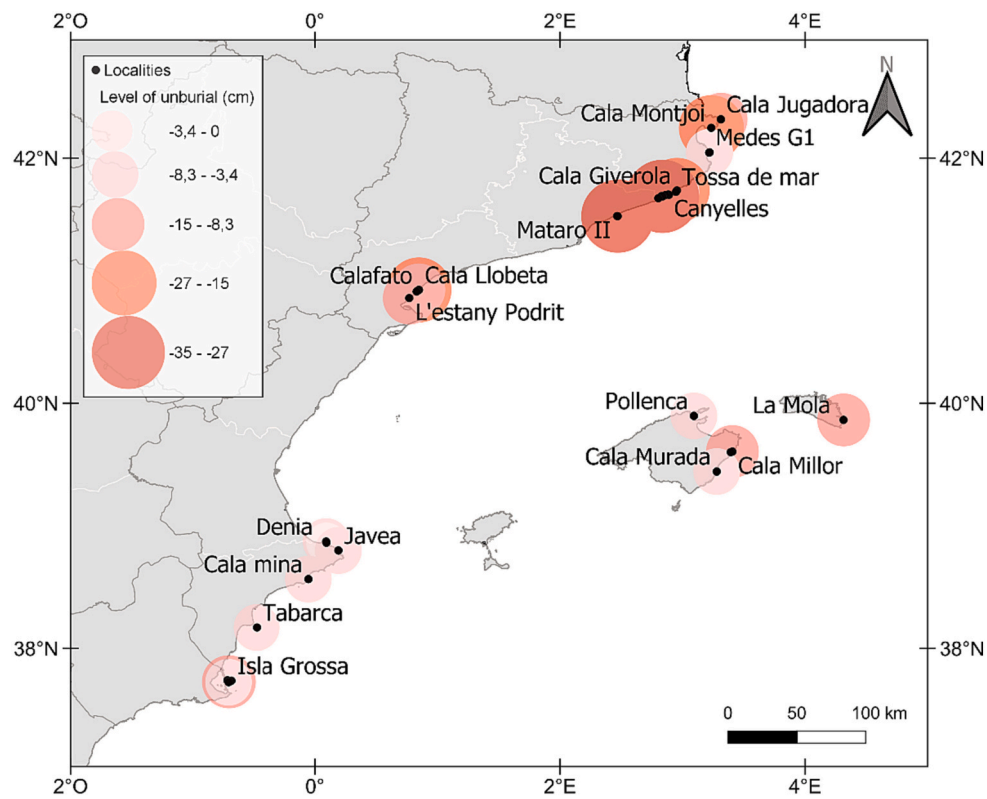 2°O
0°
2°E
4°E
Localities
Level of unburial (cm)
-3,4 - 0
-8,3 - -3,4
-15 - -8,3
-27 - -15
-35 - -27
N
Cala Montjoi
Cala Jugadora
Medes G1
42°N
42°N
Cala Giverola
Tossa de mar
Canyelles
Mataro II
Calafato
Cala Llobeta
L'estany Podrit
40°N
40°N
Pollenca
La Mola
Cala Murada
Cala Millor
Denia
Javea
Cala mina
Tabarca
38°N
38°N
Isla Grossa
0
50
100 km
2°O
0°
2°E
4°E